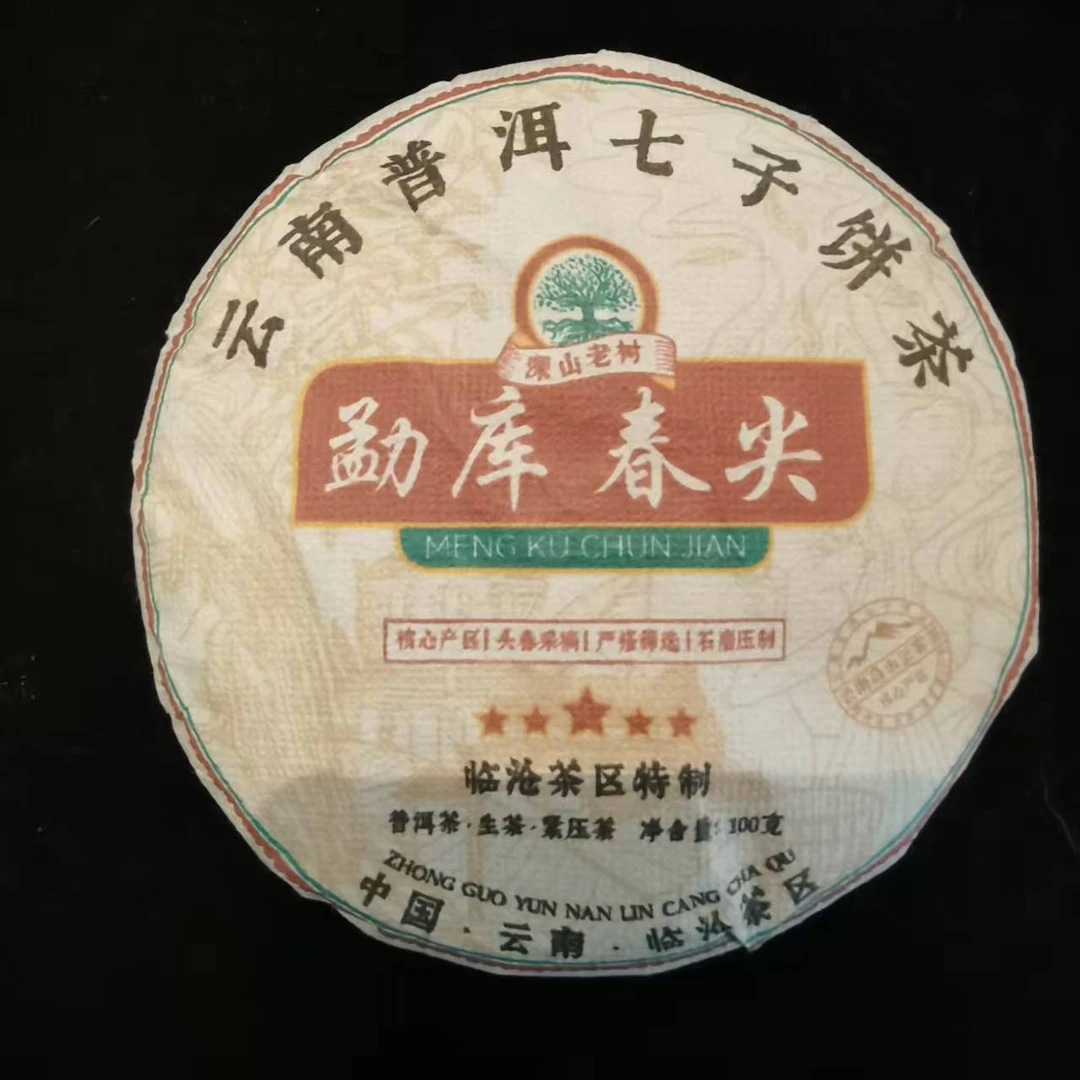 云南普洱七子饼茶
深山老树
勐库春尖
MENG KU CHUN JIAN
核心产区|头春采摘|严格筛选|石磨压制
临沧茶区特制
普洱茶·生茶·紧压茶 净含量:100克
ZHONG GUO YUN NAN LIN CANG CHA QU
中国·云南·临沧茶区